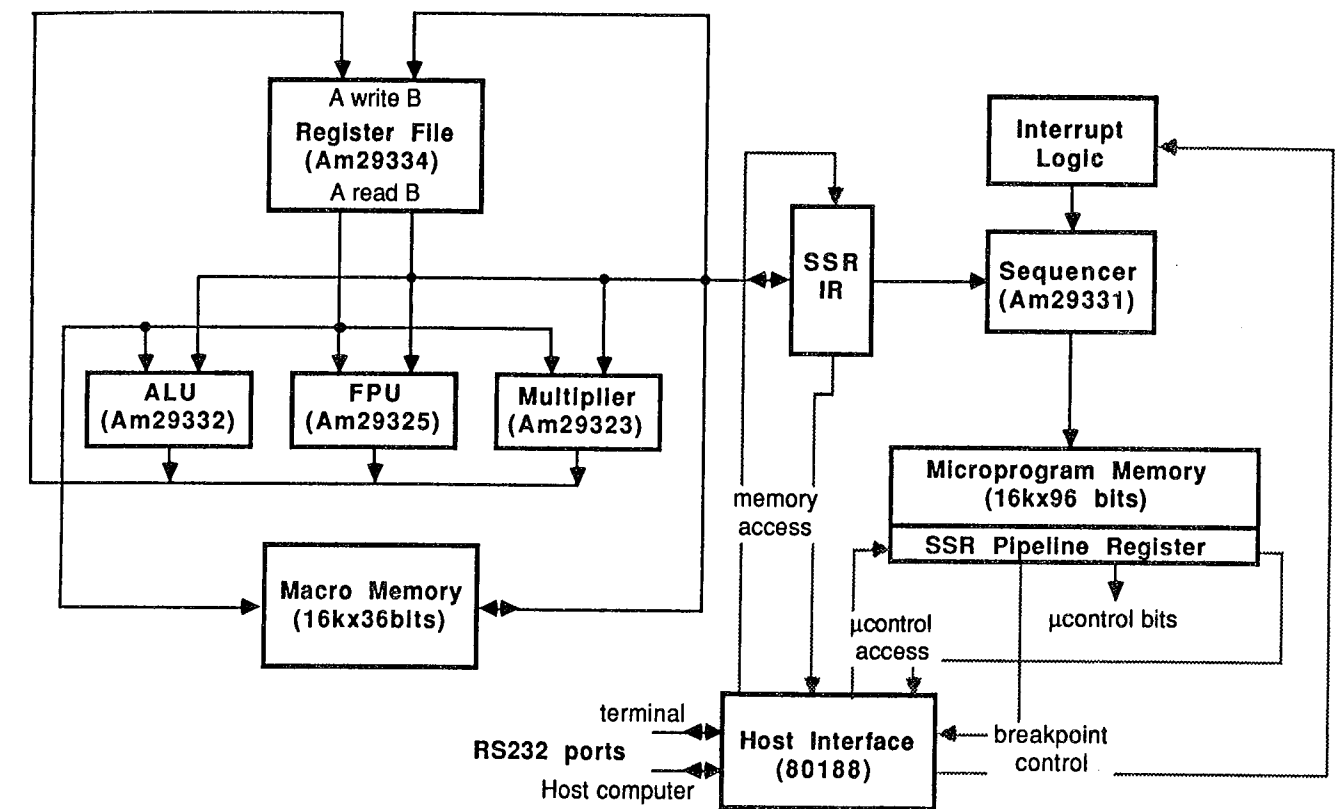 A write B
Register File
(Am29334)
A read B
Interrupt
Logic
SSR
IR
Sequencer
(Am29331)
ALU
(Am29332)
FPU
(Am29325)
Multiplier
(Am29323)
Microprogram Memory
(16kx96 bits)
SSR Pipeline Register
memory
access
Macro Memory
(16kx36bits)
µcontrol
access
µcontrol bits
terminal
RS232 ports
Host computer
Host Interface
(80188)
breakpoint
control